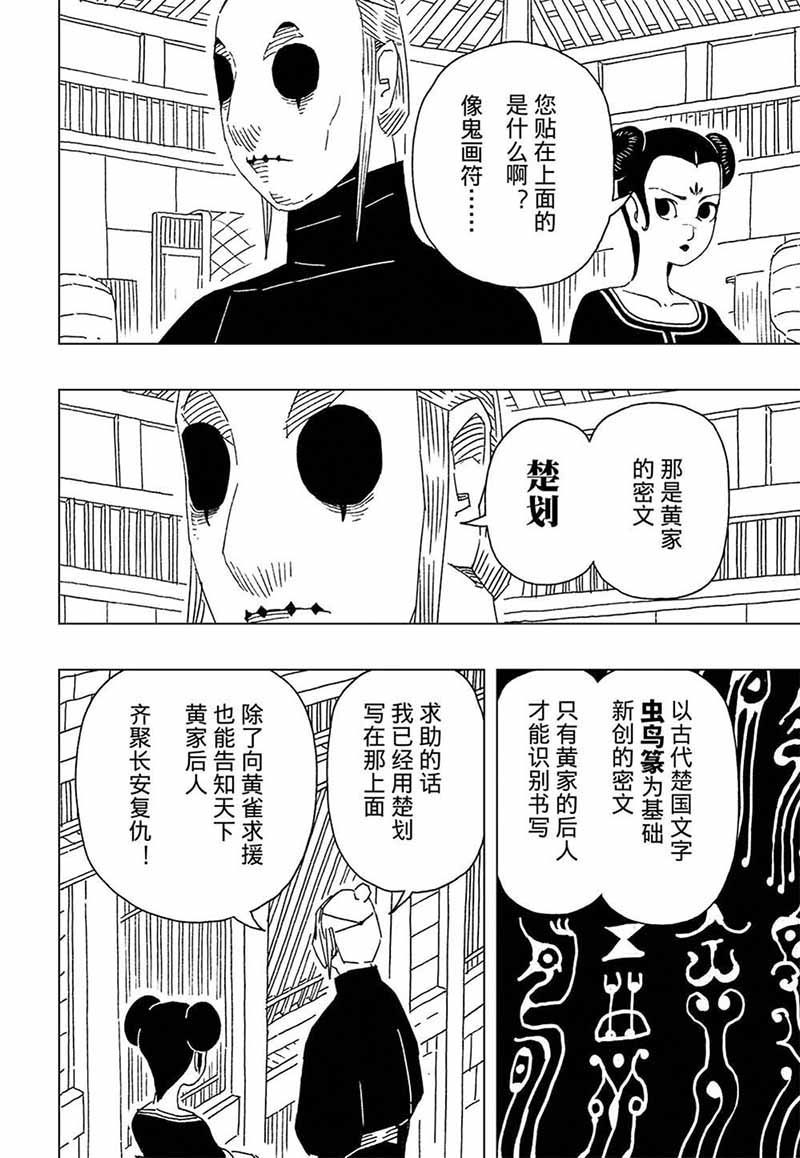 您贴在上面的
是什么啊？
像鬼画符……
那是黄家
的密文
楚划
以古代楚国文字
虫鸟篆为基础
新创的密文
只有黄家的后人
才能识别书写
求助的话
我已经用楚划
写在那上面
除了向黄雀求援
也能告知天下
黄家后人
齐聚长安复仇！